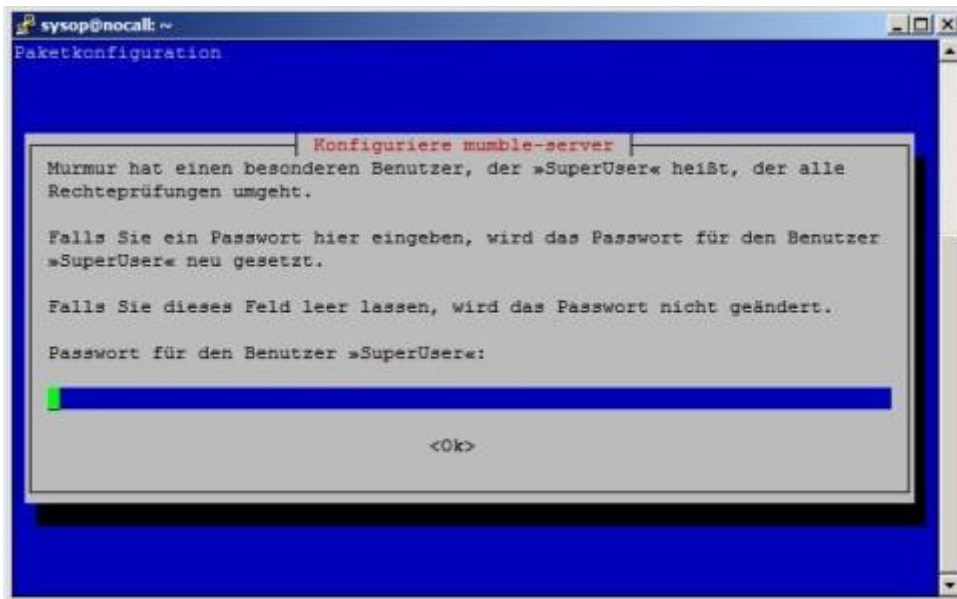 sysop@nocall: ~
Paketkonfiguration
Konfiguriere mumble-server
Murmur hat einen besonderen Benutzer, der »SuperUser« heißt, der alle
Rechteprüfungen umgeht.
Falls Sie ein Passwort hier eingeben, wird das Passwort für den Benutzer
»SuperUser« neu gesetzt.
Falls Sie dieses Feld leer lassen, wird das Passwort nicht geändert.
Passwort für den Benutzer »SuperUser«:
<Ok>